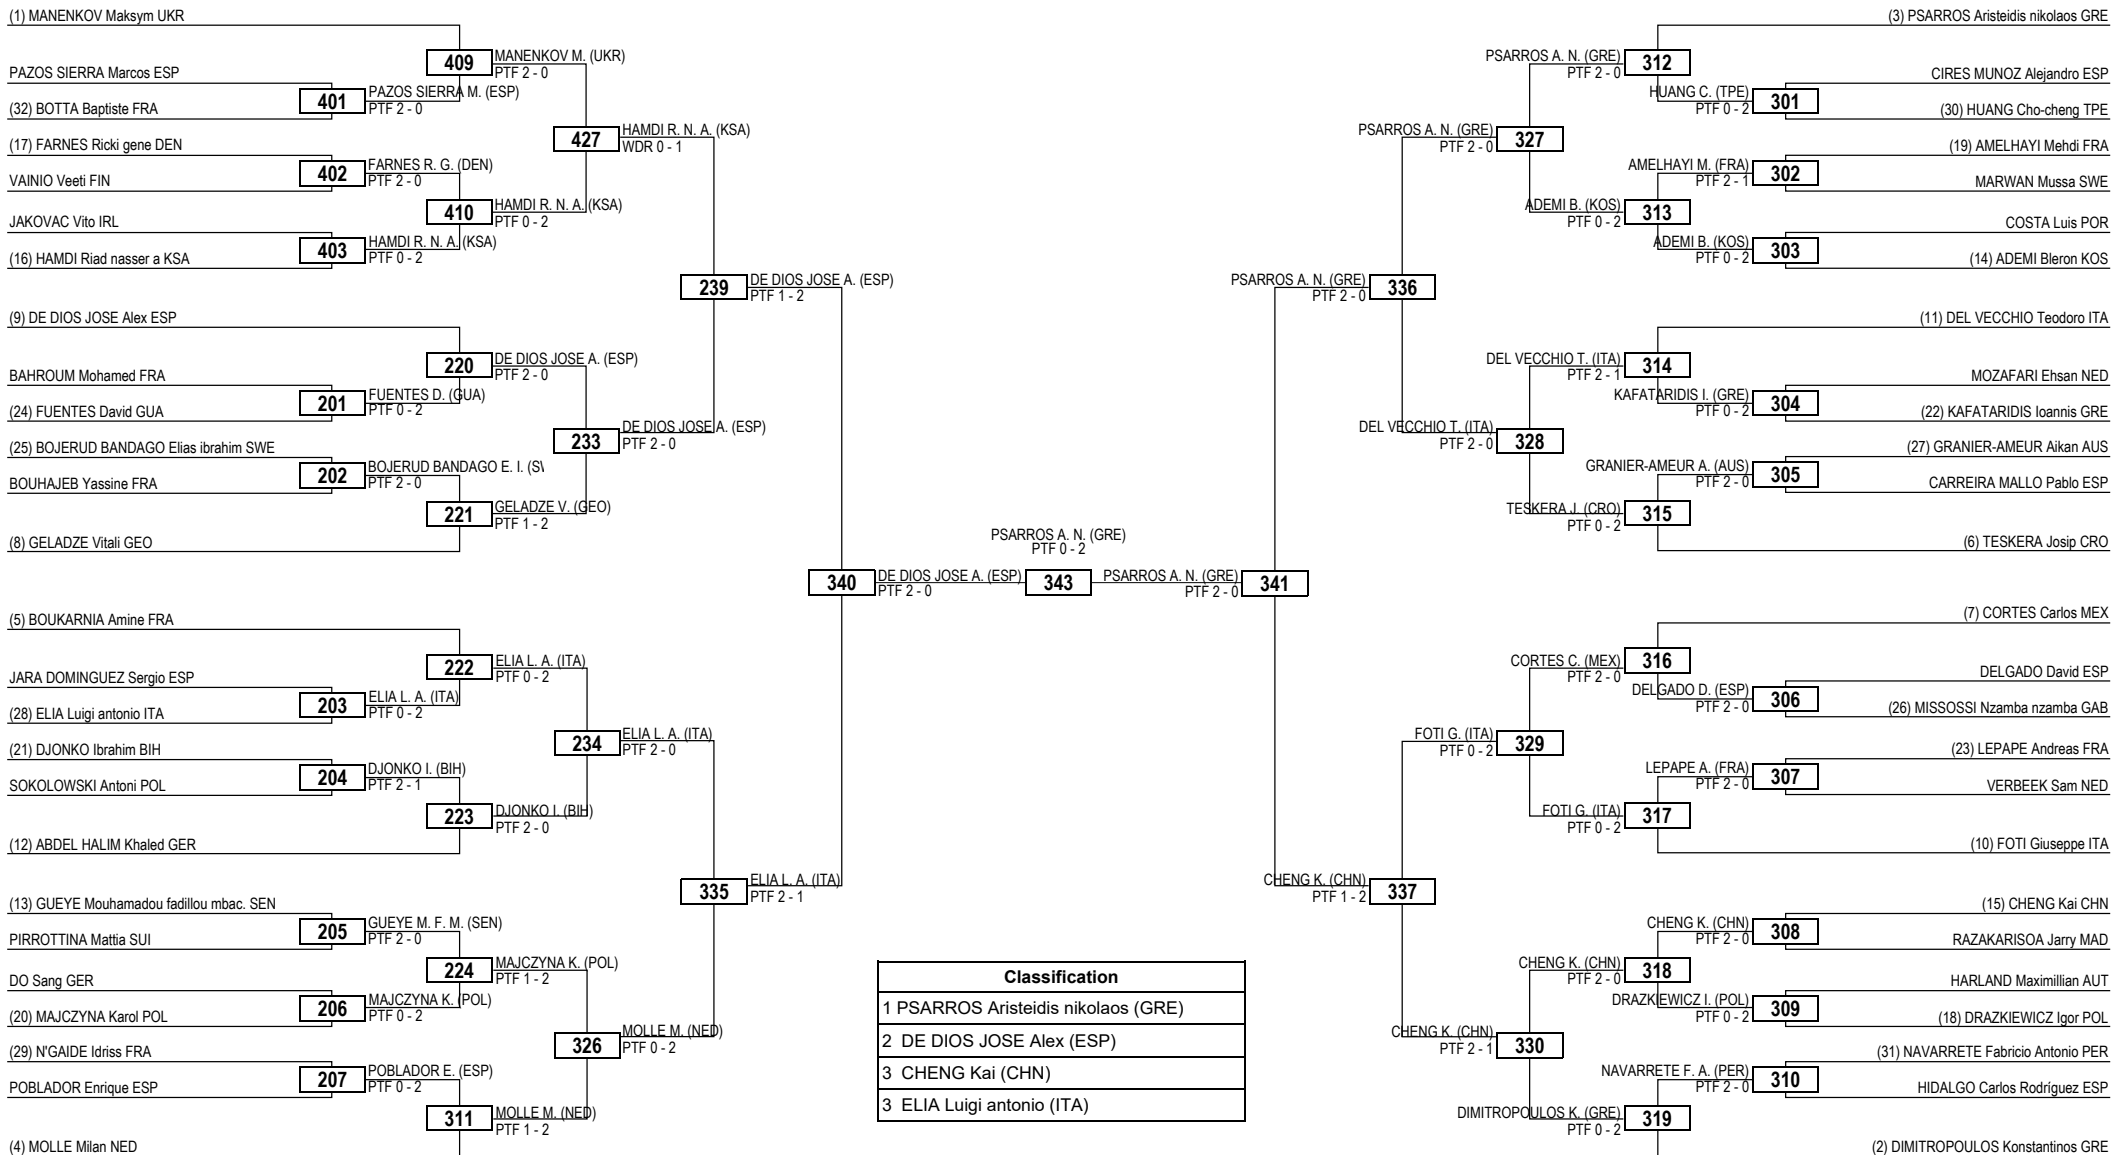 (1) MANENKOV Maksym UKR
409
MANENKOV M. (UKR)
PTF 2 - 0
PAZOS SIERRA Marcos ESP
401
PAZOS SIERRA M. (ESP)
PTF 2 - 0
(32) BOTTA Baptiste FRA
427
HAMDI R. N. A. (KSA)
WDR 0 - 1
(17) FARNES Ricki gene DEN
402
FARNES R. G. (DEN)
PTF 2 - 0
VAINIO Veeti FIN
410
HAMDI R. N. A. (KSA)
PTF 0 - 2
JAKOVAC Vito IRL
403
HAMDI R. N. A. (KSA)
PTF 0 - 2
(16) HAMDI Riad nasser a KSA
239
DE DIOS JOSE A. (ESP)
PTF 1 - 2
(9) DE DIOS JOSE Alex ESP
220
DE DIOS JOSE A. (ESP)
PTF 2 - 0
BAHROUM Mohamed FRA
201
FUENTES D. (GUA)
PTF 0 - 2
(24) FUENTES David GUA
233
DE DIOS JOSE A. (ESP)
PTF 2 - 0
(25) BOJERUD BANDAGO Elias ibrahim SWE
202
BOJERUD BANDAGO E. I. (S
PTF 2 - 0
BOUHAJEB Yassine FRA
221
GELADZE V. (GEO)
PTF 1 - 2
(8) GELADZE Vitali GEO
340
DE DIOS JOSE A. (ESP)
PTF 2 - 0
(5) BOUKARNIA Amine FRA
222
ELIA L. A. (ITA)
PTF 0 - 2
JARA DOMINGUEZ Sergio ESP
203
ELIA L. A. (ITA)
PTF 0 - 2
(28) ELIA Luigi antonio ITA
234
ELIA L. A. (ITA)
PTF 2 - 0
(21) DJONKO Ibrahim BIH
204
DJONKO I. (BIH)
PTF 2 - 1
SOKOLOWSKI Antoni POL
223
DJONKO I. (BIH)
PTF 2 - 0
(12) ABDEL HALIM Khaled GER
335
ELIA L. A. (ITA)
PTF 2 - 1
(13) GUEYE Mouhamadou fadillou mbac. SEN
205
GUEYE M. F. M. (SEN)
PTF 2 - 0
PIRROTTINA Mattia SUI
224
MAJCZYNA K. (POL)
PTF 1 - 2
DO Sang GER
206
MAJCZYNA K. (POL)
PTF 0 - 2
(20) MAJCZYNA Karol POL
326
MOLLE M. (NED)
PTF 0 - 2
(29) N'GAIDE Idriss FRA
207
POBLADOR E. (ESP)
PTF 0 - 2
POBLADOR Enrique ESP
311
MOLLE M. (NED)
PTF 1 - 2
(4) MOLLE Milan NED
PSARROS A. N. (GRE)
PTF 0 - 2
343
Classification
1 PSARROS Aristeidis nikolaos (GRE)
2 DE DIOS JOSE Alex (ESP)
3 CHENG Kai (CHN)
3 ELIA Luigi antonio (ITA)
(3) PSARROS Aristeidis nikolaos GRE
PSARROS A. N. (GRE)
PTF 2 - 0
312
CIRES MUNOZ Alejandro ESP
HUANG C. (TPE)
PTF 0 - 2
301
(30) HUANG Cho-cheng TPE
PSARROS A. N. (GRE)
PTF 2 - 0
327
(19) AMELHAYI Mehdi FRA
AMELHAYI M. (FRA)
PTF 2 - 1
302
MARWAN Mussa SWE
ADEMI B. (KOS)
PTF 0 - 2
313
COSTA Luis POR
ADEMI B. (KOS)
PTF 0 - 2
303
(14) ADEMI Bleron KOS
PSARROS A. N. (GRE)
PTF 2 - 0
336
(11) DEL VECCHIO Teodoro ITA
DEL VECCHIO T. (ITA)
PTF 2 - 1
314
MOZAFARI Ehsan NED
KAFATARIDIS I. (GRE)
PTF 0 - 2
304
(22) KAFATARIDIS Ioannis GRE
DEL VECCHIO T. (ITA)
PTF 2 - 0
328
(27) GRANIER-AMEUR Aikan AUS
GRANIER-AMEUR A. (AUS)
PTF 2 - 0
305
CARREIRA MALLO Pablo ESP
TESKERA J. (CRO)
PTF 0 - 2
315
(6) TESKERA Josip CRO
PSARROS A. N. (GRE)
PTF 2 - 0
341
(7) CORTES Carlos MEX
CORTES C. (MEX)
PTF 2 - 0
316
DELGADO David ESP
DELGADO D. (ESP)
PTF 2 - 0
306
(26) MISSOSSI Nzamba nzamba GAB
FOTI G. (ITA)
PTF 0 - 2
329
(23) LEPAPE Andreas FRA
LEPAPE A. (FRA)
PTF 2 - 0
307
VERBEEK Sam NED
FOTI G. (ITA)
PTF 0 - 2
317
(10) FOTI Giuseppe ITA
CHENG K. (CHN)
PTF 1 - 2
337
(15) CHENG Kai CHN
CHENG K. (CHN)
PTF 2 - 0
308
RAZAKARISOA Jarry MAD
CHENG K. (CHN)
PTF 2 - 0
318
HARLAND Maximillian AUT
DRAZKIEWICZ I. (POL)
PTF 0 - 2
309
(18) DRAZKIEWICZ Igor POL
CHENG K. (CHN)
PTF 2 - 1
330
(31) NAVARRETE Fabricio Antonio PER
NAVARRETE F. A. (PER)
PTF 2 - 0
310
HIDALGO Carlos Rodríguez ESP
DIMITROPOULOS K. (GRE)
PTF 0 - 2
319
(2) DIMITROPOULOS Konstantinos GRE